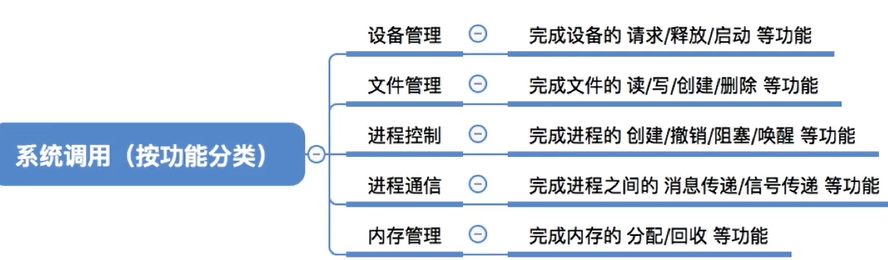 系统调用（按功能分类）
设备管理 完成设备的 请求/释放/启动 等功能
文件管理 完成文件的 读/写/创建/删除 等功能
进程控制 完成进程的 创建/撤销/阻塞/唤醒 等功能
进程通信 完成进程之间的 消息传递/信号传递 等功能
内存管理 完成内存的 分配/回收 等功能